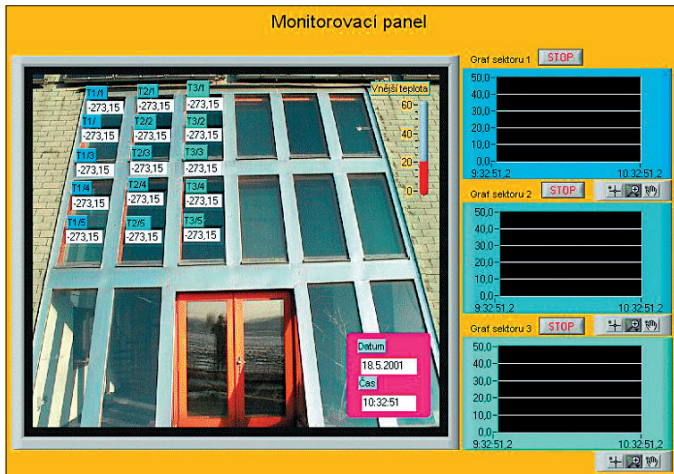 Monitorovací panel
T1/1 T2/1 T3/1
-273,15 -273,15 -273,15
T1/ T2/2 T3/2
-273,15 -273,15 -273,15
T1/3 T2/3 T3/3
-273,15 -273,15 -273,15
T1/4 T2/4 T3/4
-273,15 -273,15 -273,15
T1/5 T2/5 T3/5
-273,15 -273,15 -273,15
Vnější teplota
60
40
20
0
Datum
18.5.2001
Čas
10:32:51
Graf sektoru 1 STOP
50,0
40,0
30,0
20,0
10,0
0,0
9:32:51,2 10:32:51,2
Graf sektoru 2 STOP
50,0
40,0
30,0
20,0
10,0
0,0
9:32:51,2 10:32:51,2
Graf sektoru 3 STOP
50,0
40,0
30,0
20,0
10,0
0,0
9:32:51,2 10:32:51,2